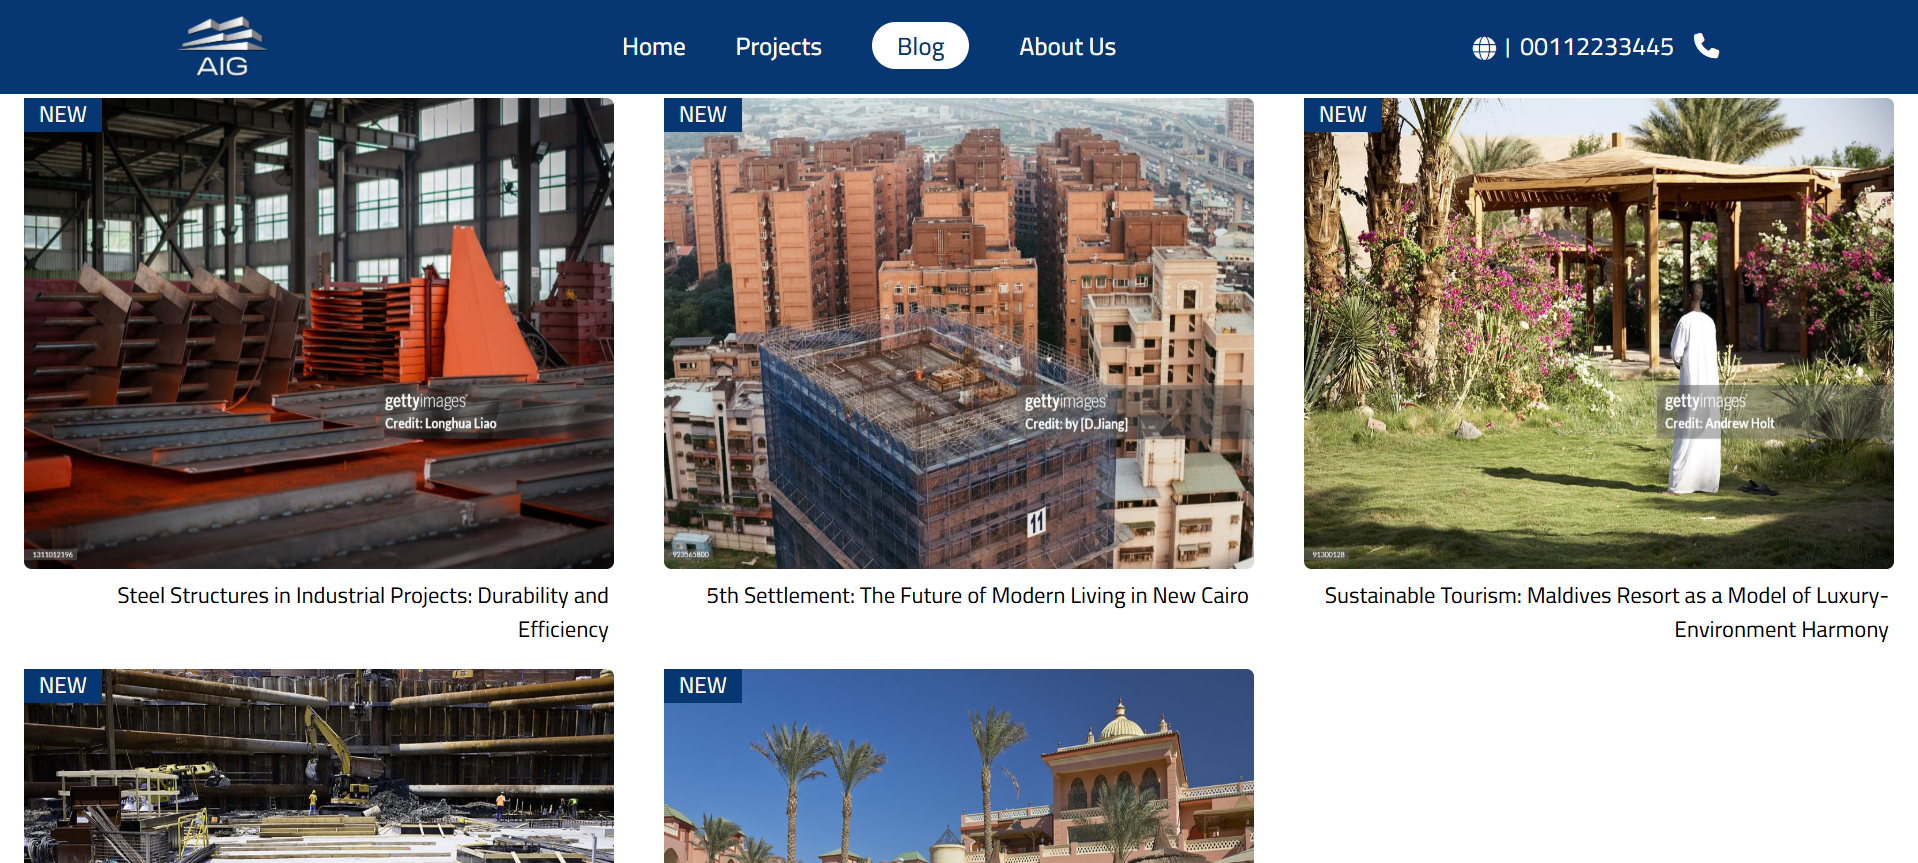 AIG
Home
Projects
Blog
About Us
| 00112233445
NEW
gettyimages
Credit: Longhua Liao
1311012196
Steel Structures in Industrial Projects: Durability and
Efficiency
NEW
11
gettyimages
Credit: by [D.Jiang]
923565800
5th Settlement: The Future of Modern Living in New Cairo
NEW
gettyimages
Credit: Andrew Holt
91300128
Sustainable Tourism: Maldives Resort as a Model of Luxury-
Environment Harmony
NEW
NEW